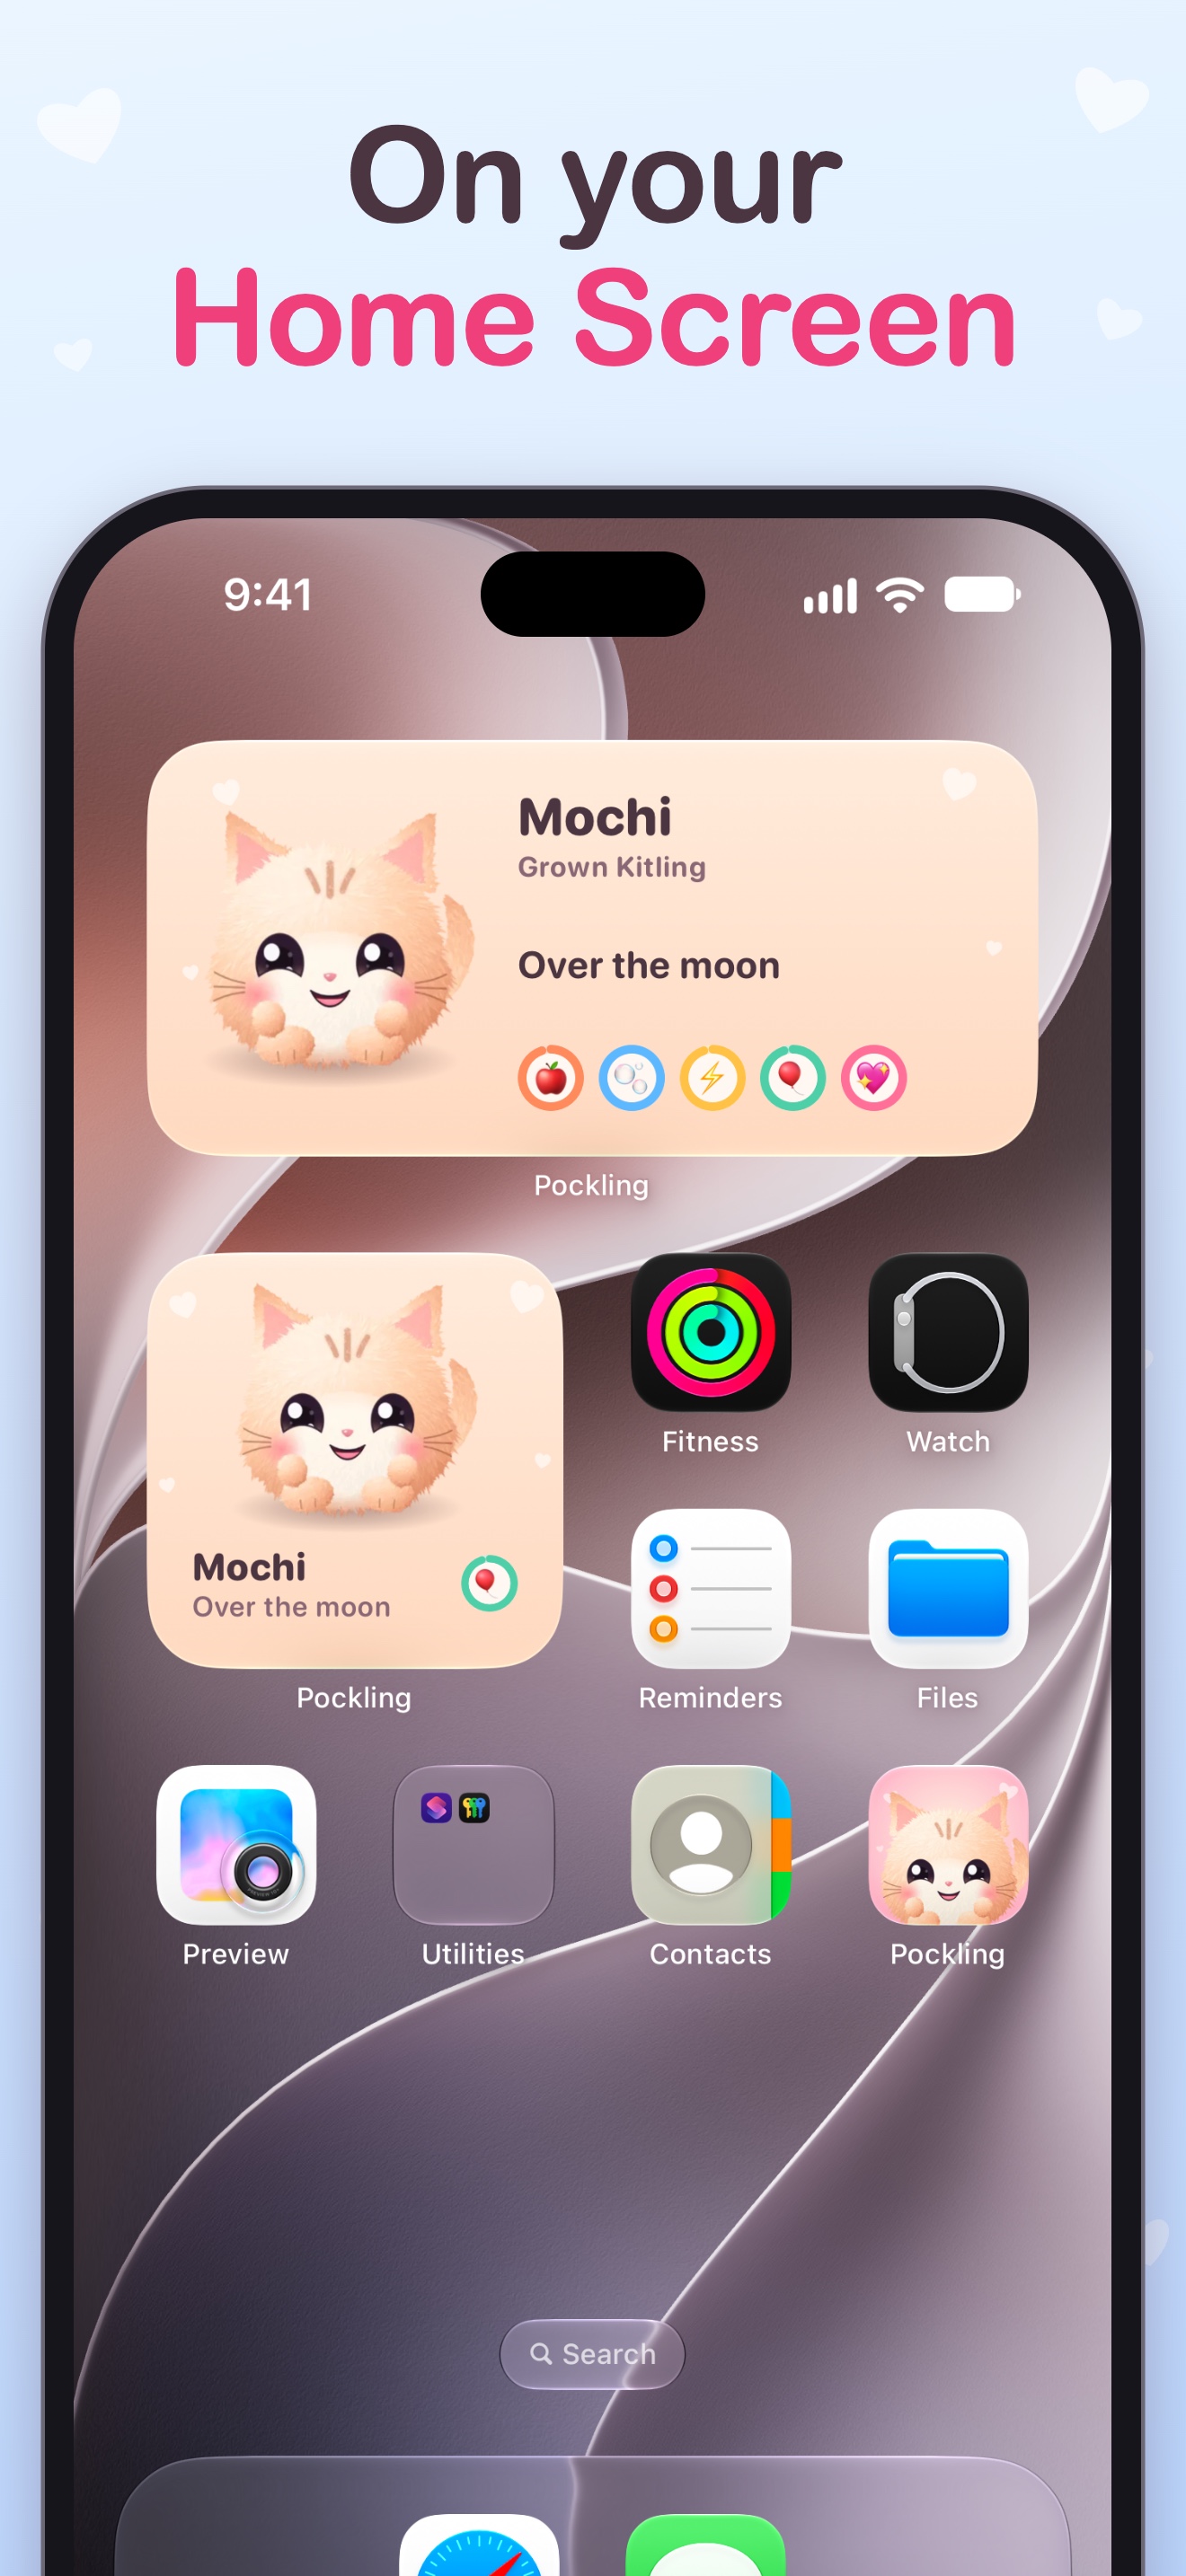 On your
Home Screen
9:41
Mochi
Grown Kitling
Over the moon
Pockling
Mochi
Over the moon
Pockling
Fitness
Watch
Reminders
Files
Preview
Utilities
Contacts
Pockling
Search